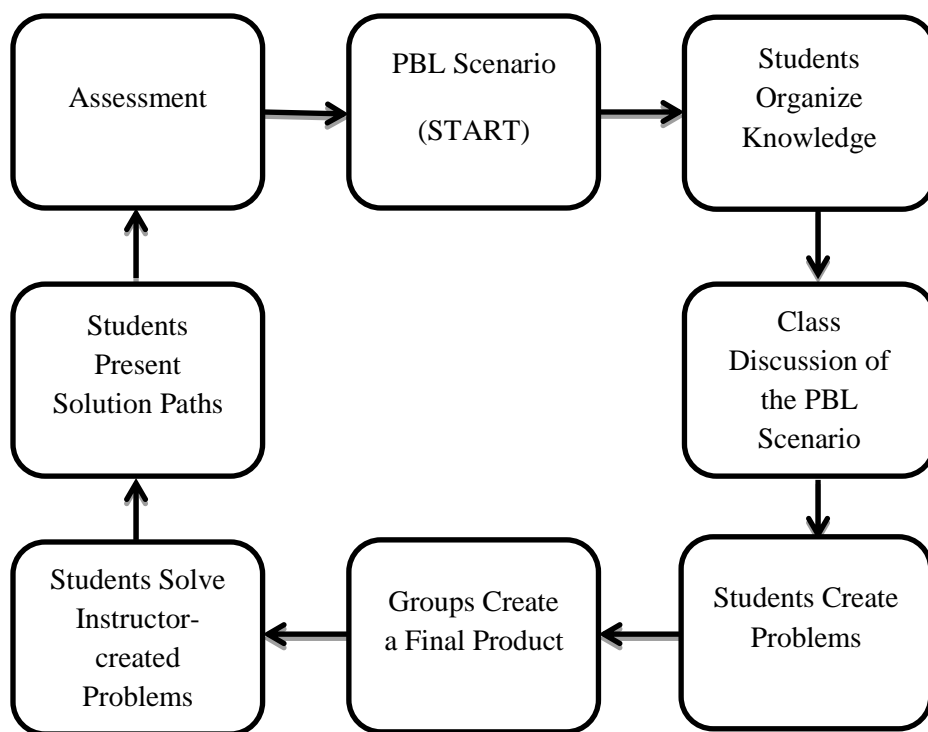 Assessment
PBL Scenario
(START)
Students
Organize
Knowledge
Class
Discussion of
the PBL
Scenario
Students Create
Problems
Groups Create
a Final Product
Students Solve
Instructor-
created
Problems
Students
Present
Solution Paths